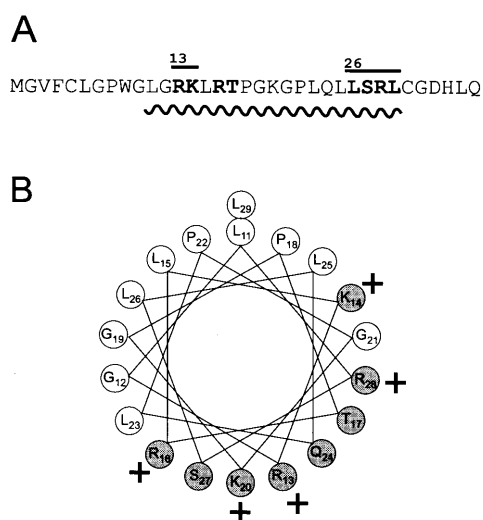 A
13 26
MGVFCLGPWGLGRKLRTPGKGPLQLLSRLCGDHLQ
B
L29
P22 L11 P18
L15 L25
L26 K14 +
G19 G21
G12 R28 +
L23 T17
R16 Q24
+ S27 K20 R13
+ +